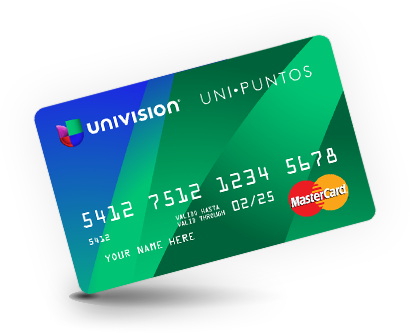 UNIVISION
UNI•PUNTOS
5412 7512 1234 5678
5412
VALIDO HASTA
VALID THROUGH
02/25
YOUR NAME HERE
MasterCard